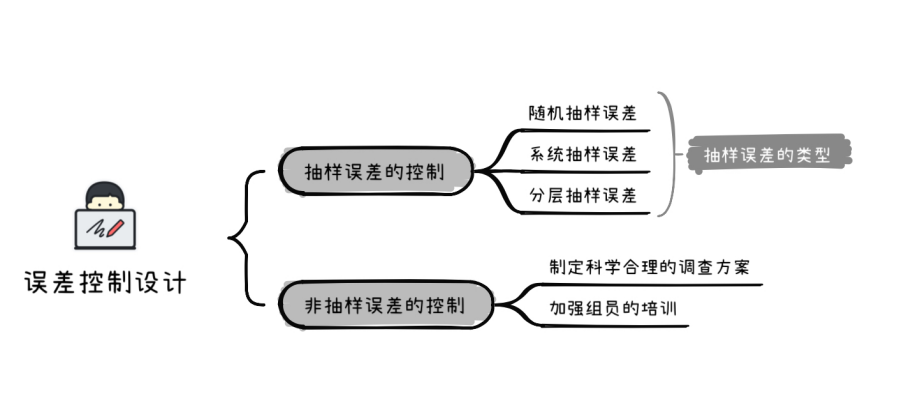 误差控制设计
抽样误差的控制
随机抽样误差
系统抽样误差
分层抽样误差
抽样误差的类型
非抽样误差的控制
制定科学合理的调查方案
加强组员的培训